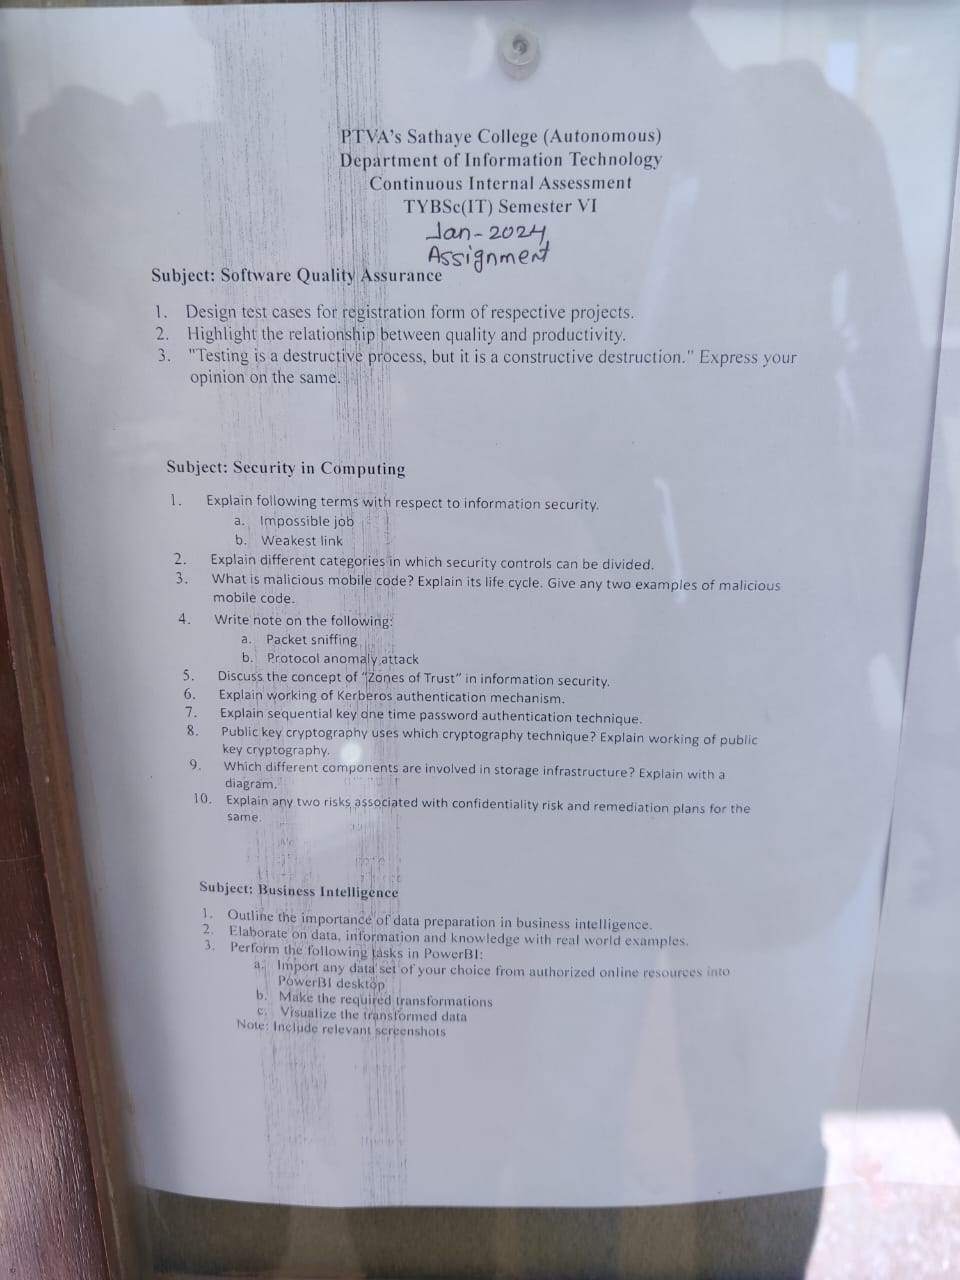 PTVA's Sathaye College (Autonomous)
Department of Information Technology
Continuous Internal Assessment
TYBSc(IT) Semester VI
Jan-2024
Assignment
Subject: Software Quality Assurance
1. Design test cases for registration form of respective projects.
2. Highlight the relationship between quality and productivity.
3. "Testing is a destructive process, but it is a constructive destruction." Express your
opinion on the same.
Subject: Security in Computing
1. Explain following terms with respect to information security.
a. Impossible job
b. Weakest link
2. Explain different categories in which security controls can be divided.
3. What is malicious mobile code? Explain its life cycle. Give any two examples of malicious
mobile code.
4. Write note on the following:
a. Packet sniffing
b. Protocol anomaly attack
5. Discuss the concept of "Zones of Trust" in information security.
6. Explain working of Kerberos authentication mechanism.
7. Explain sequential key one time password authentication technique.
8. Public key cryptography uses which cryptography technique? Explain working of public
key cryptography.
9. Which different components are involved in storage infrastructure? Explain with a
diagram.
10. Explain any two risks associated with confidentiality risk and remediation plans for the
same.
Subject: Business Intelligence
1. Outline the importance of data preparation in business intelligence.
2. Elaborate on data, information and knowledge with real world examples.
3. Perform the following tasks in PowerBI:
a. Import any data set of your choice from authorized online resources into
PowerBI desktop
b. Make the required transformations
c. Visualize the transformed data
Note: Include relevant screenshots